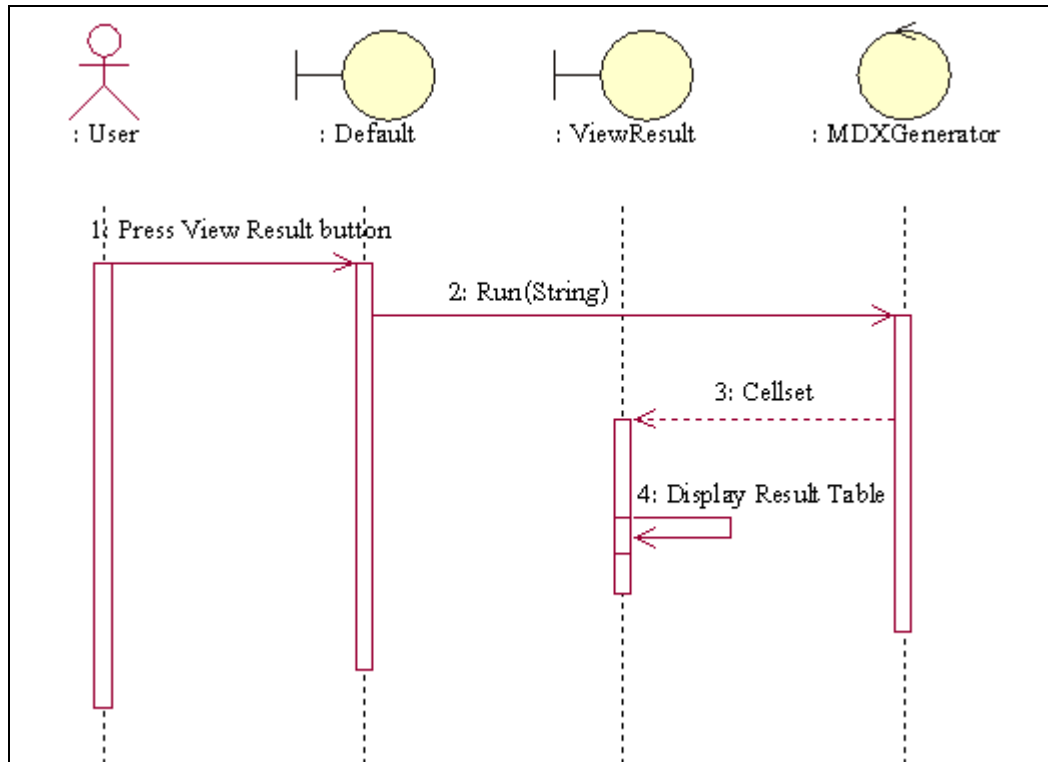 : User
: Default
: ViewResult
: MDXGenerator
1: Press View Result button
2: Run(String)
3: Cellset
4: Display Result Table